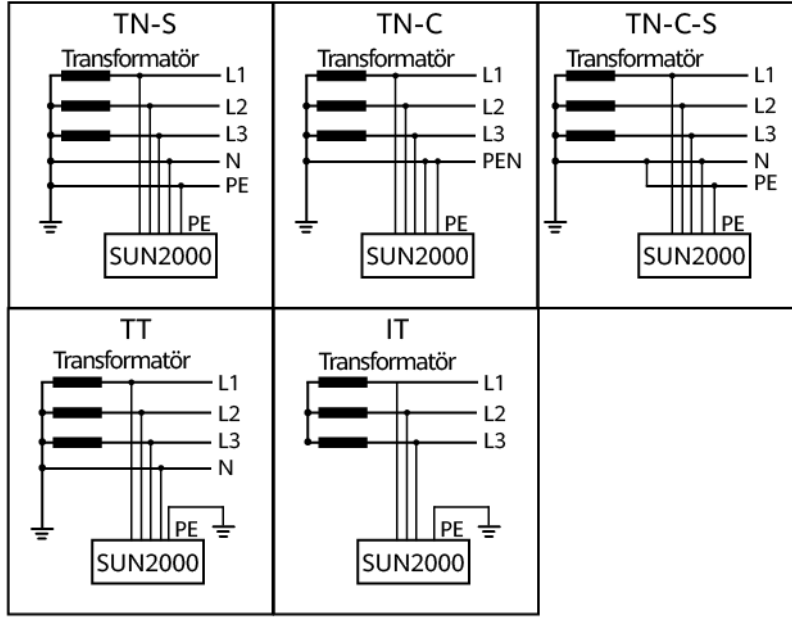 TN-S
Transformatör
L1
L2
L3
N
PE
PE
SUN2000
TN-C
Transformatör
L1
L2
L3
PEN
PE
SUN2000
TN-C-S
Transformatör
L1
L2
L3
N
PE
PE
SUN2000
TT
Transformatör
L1
L2
L3
N
PE
SUN2000
IT
Transformatör
L1
L2
L3
PE
SUN2000